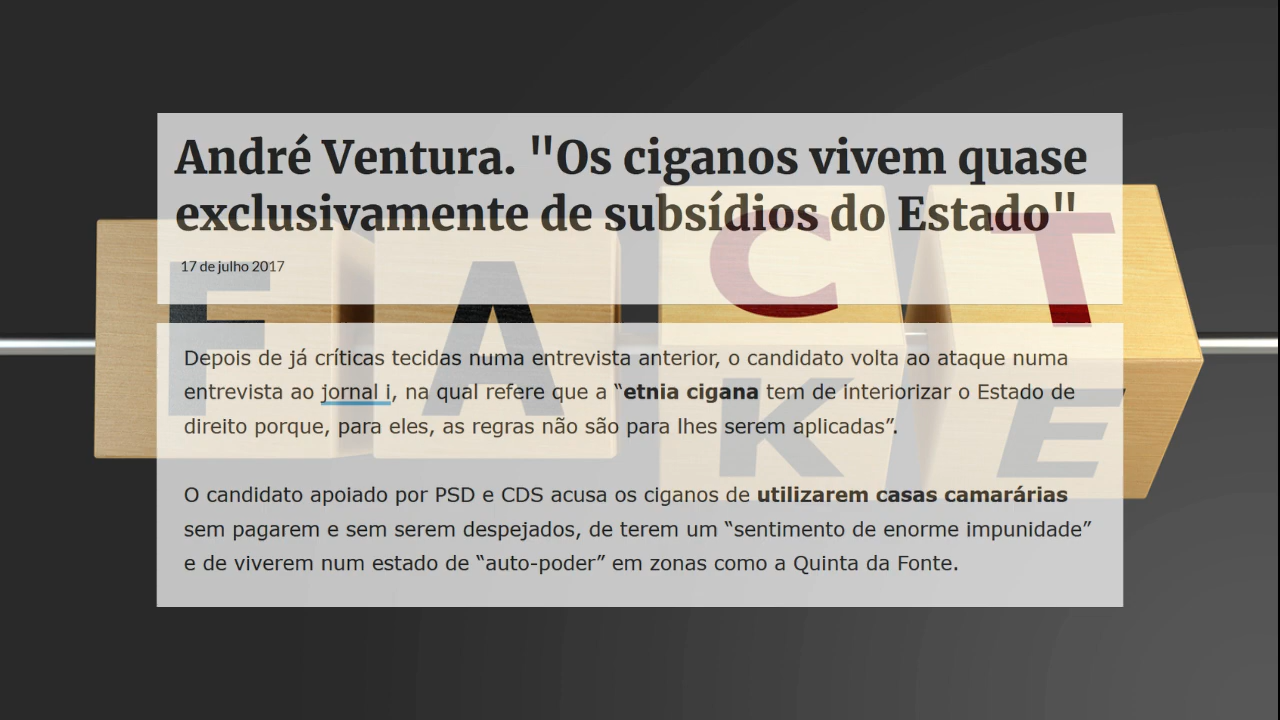 André Ventura. "Os ciganos vivem quase
exclusivamente de subsídios do Estado"
17 de julho 2017
Depois de já críticas tecidas numa entrevista anterior, o candidato volta ao ataque numa
entrevista ao jornal i, na qual refere que a “etnia cigana tem de interiorizar o Estado de
direito porque, para eles, as regras não são para lhes serem aplicadas”.
O candidato apoiado por PSD e CDS acusa os ciganos de utilizarem casas camarárias
sem pagarem e sem serem despejados, de terem um “sentimento de enorme impunidade”
e de viverem num estado de “auto-poder” em zonas como a Quinta da Fonte.
F A C T
K E